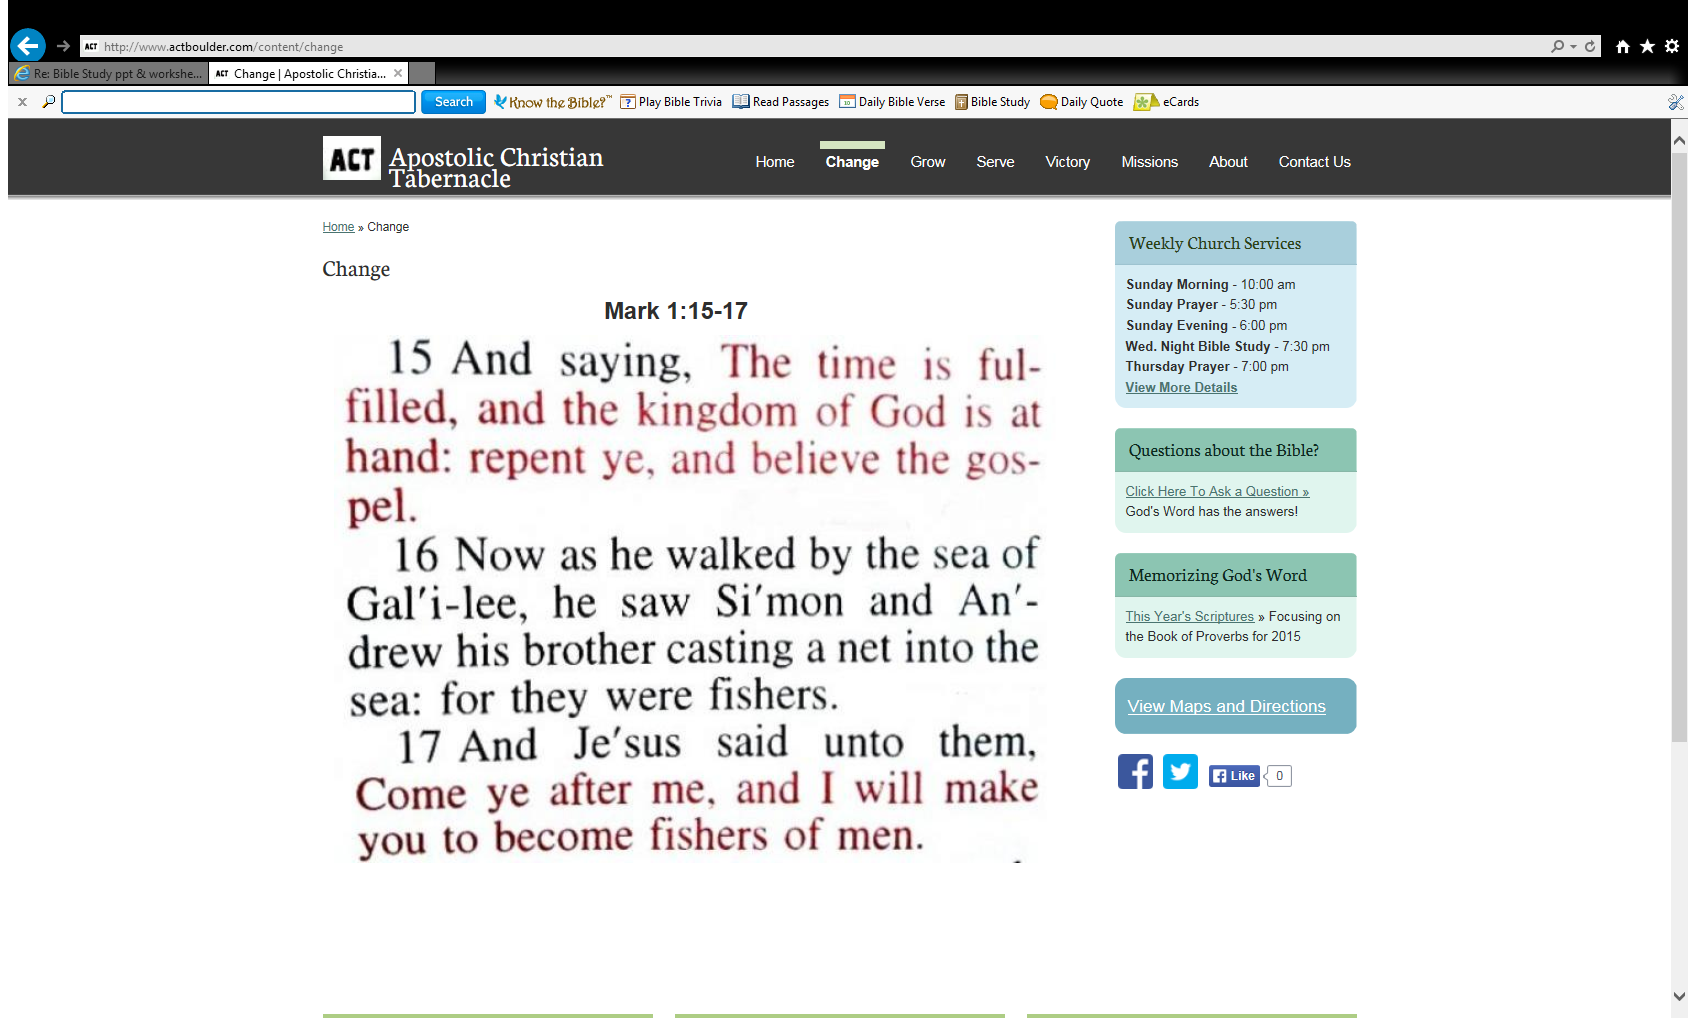 ACT http://www.actboulder.com/content/change
Re: Bible Study ppt & workshe...
ACT Change | Apostolic Christia...
Search
Know the Bible?™
Play Bible Trivia
Read Passages
Daily Bible Verse
Bible Study
Daily Quote
eCards
ACT
Apostolic Christian
Tabernacle
Home
Change
Grow
Serve
Victory
Missions
About
Contact Us
Home » Change
Change
Mark 1:15-17
15 And saying, The time is ful-
filled, and the kingdom of God is at
hand: repent ye, and believe the gos-
pel.
16 Now as he walked by the sea of
Gal′i-lee, he saw Si′mon and An′-
drew his brother casting a net into the
sea: for they were fishers.
17 And Je′sus said unto them,
Come ye after me, and I will make
you to become fishers of men.
Weekly Church Services
Sunday Morning - 10:00 am
Sunday Prayer - 5:30 pm
Sunday Evening - 6:00 pm
Wed. Night Bible Study - 7:30 pm
Thursday Prayer - 7:00 pm
View More Details
Questions about the Bible?
Click Here To Ask a Question »
God's Word has the answers!
Memorizing God's Word
This Year's Scriptures » Focusing on
the Book of Proverbs for 2015
View Maps and Directions
Like
0